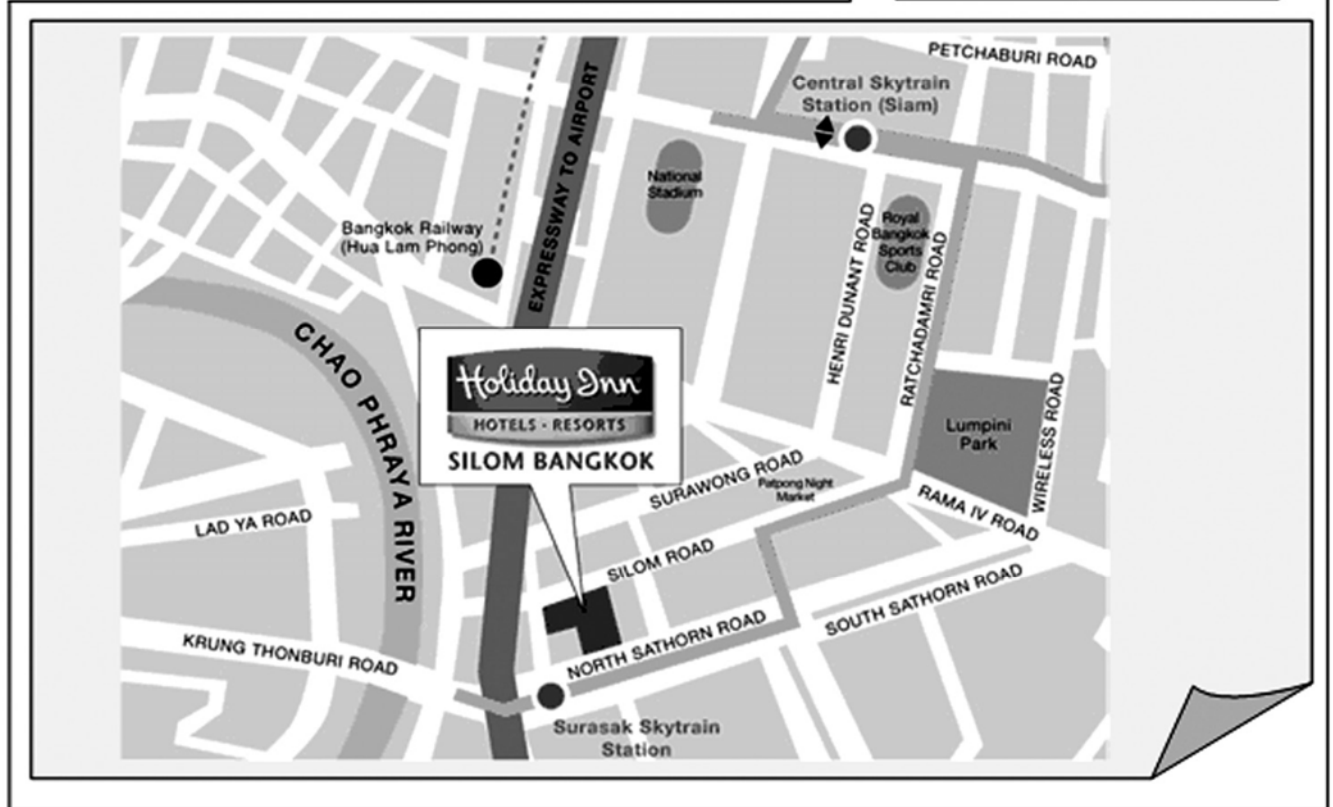 PETCHABURI ROAD
Central Skytrain
Station (Siam)
EXPRESSWAY TO AIRPORT
National
Stadium
Bangkok Railway
(Hua Lam Phong)
HENRI DUNANT ROAD
Royal
Bangkok
Sports
Club
RATCHADAMRI ROAD
CHAO PHRAYA RIVER
Holiday Inn
HOTELS · RESORTS
SILOM BANGKOK
Lumpini
Park
WIRELESS ROAD
SURAWONG ROAD
Patpong Night
Market
RAMA IV ROAD
LAD YA ROAD
SILOM ROAD
SOUTH SATHORN ROAD
NORTH SATHORN ROAD
KRUNG THONBURI ROAD
Surasak Skytrain
Station